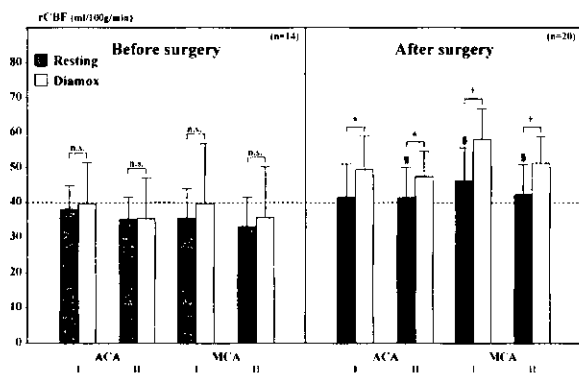 rCBF (ml/100g/min)
Before surgery
(n=14)
After surgery
(n=20)
Resting
Diamox
80
70
60
50
40
30
20
10
0
n.s.
n.s.
n.s.
n.s.
*
*
†
†
ACA
MCA
ACA
MCA
I
II
I
II
I
II
I
II